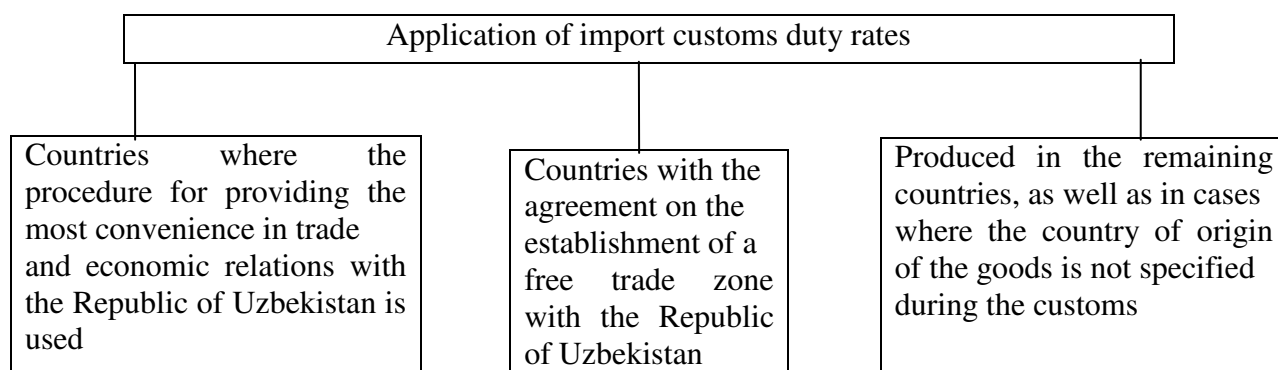 Application of import customs duty rates
Countries where the
procedure for providing the
most convenience in trade
and economic relations with
the Republic of Uzbekistan is
used
Countries with the
agreement on the
establishment of a
free trade zone
with the Republic
of Uzbekistan
Produced in the remaining
countries, as well as in cases
where the country of origin
of the goods is not specified
during the customs